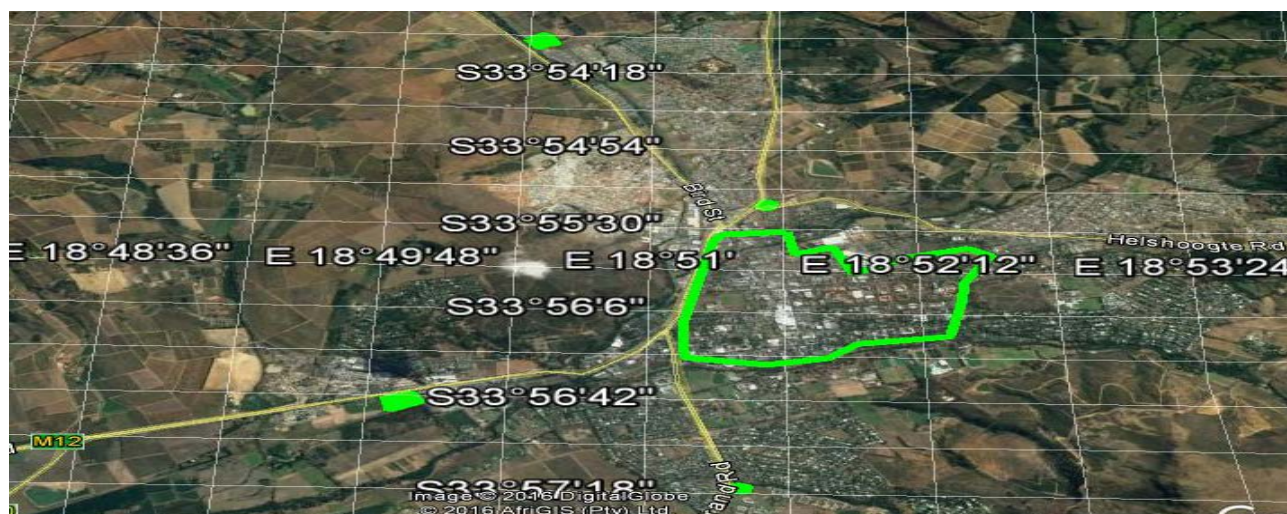 S33°54'18"
S33°54'54"
Bird St
S33°55'30"
Helshoogte Rd
E 18°48'36" E 18°49'48" E 18°51' E 18°52'12" E 18°53'24
S33°56'6"
S33°56'42"
M12
S33°57'18"
rand Rd
Image © 2016 DigitalGlobe
© 2016 AfriGIS (Pty) Ltd.